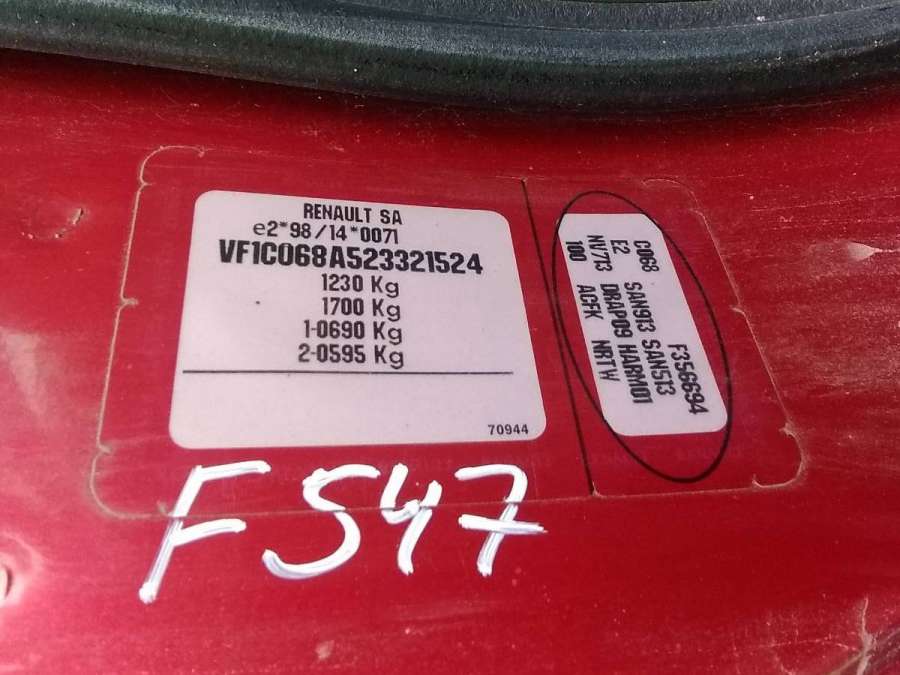 RENAULT SA
e2*98/14*0071
VF1C068A523321524
1230 Kg
1700 Kg
1-0690 Kg
2-0595 Kg
70944
F356694
C068 SAN913 SAN513
E2 DRAP09 HARM01
NV713 ACFK NRTW
100
FS47